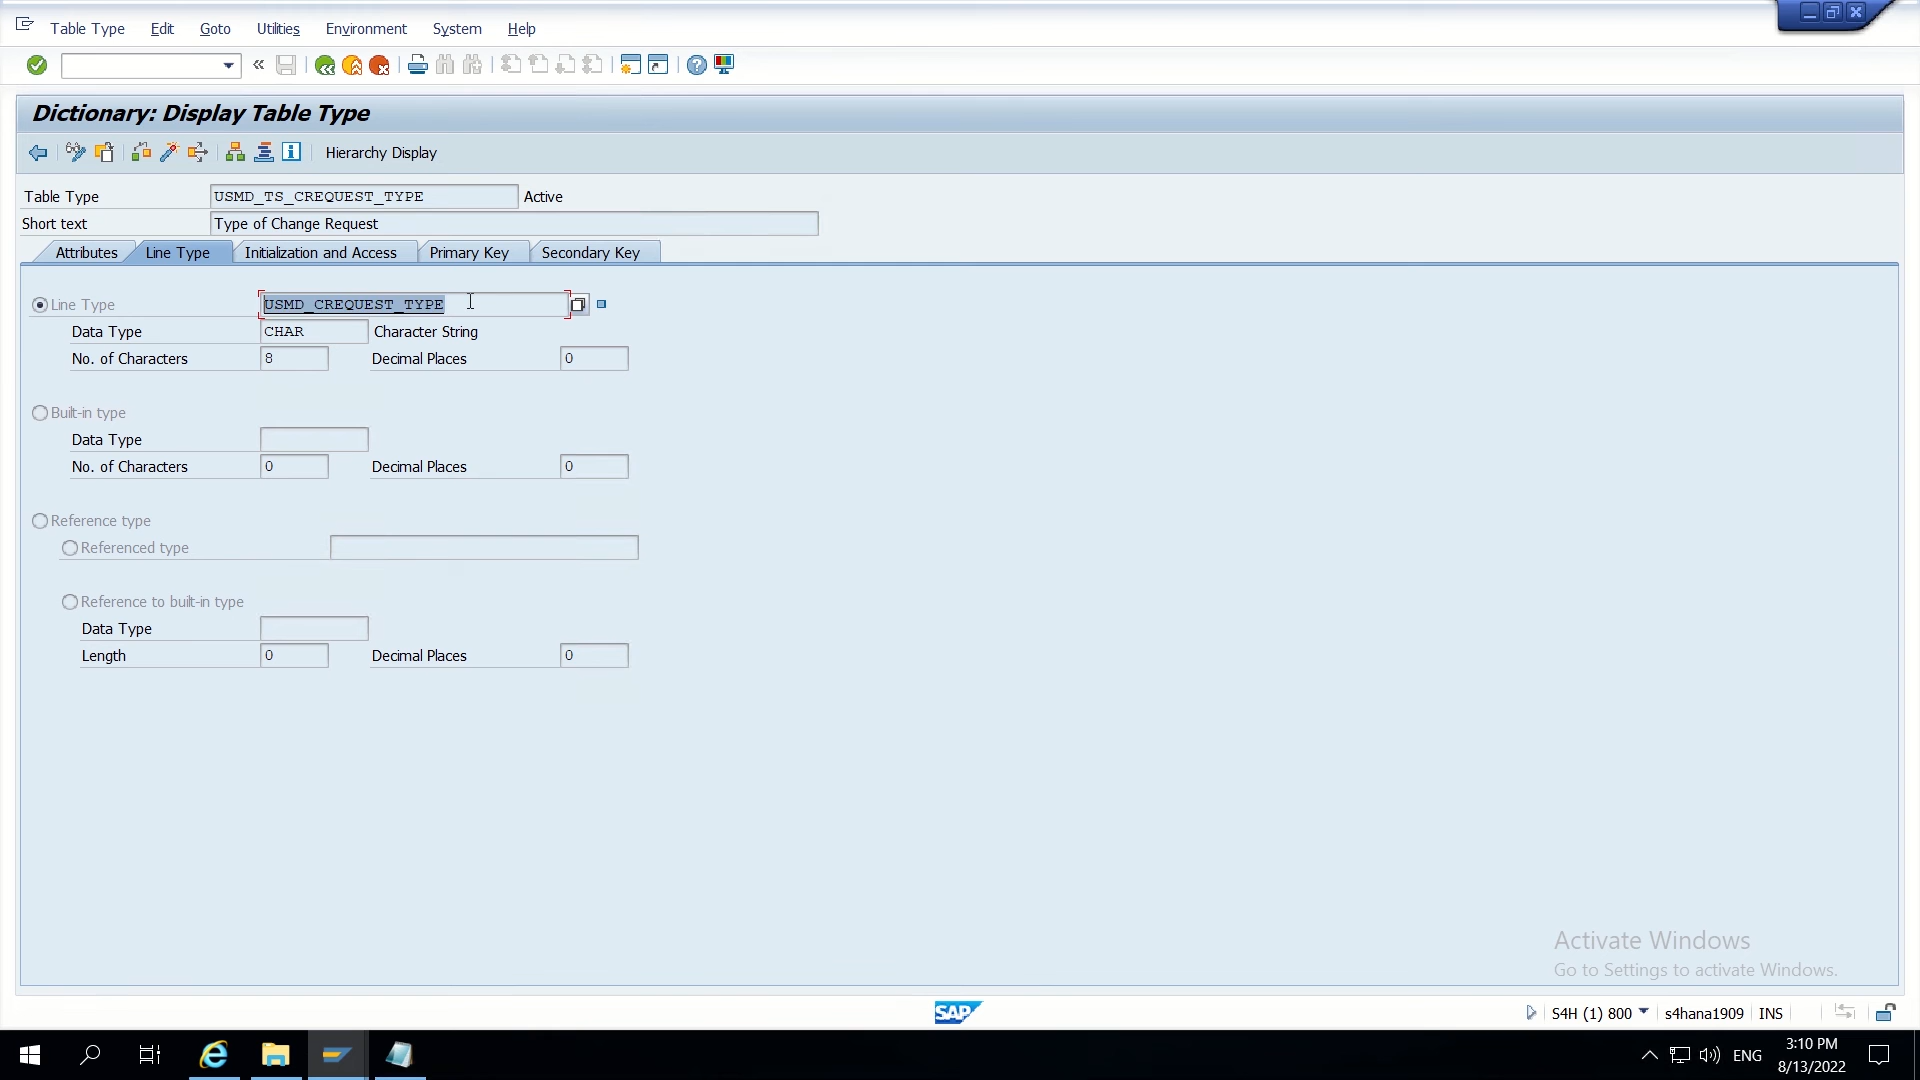 Table Type Edit Goto Utilities Environment System Help
Dictionary: Display Table Type
Hierarchy Display
Table Type USMD_TS_CREQUEST_TYPE Active
Short text Type of Change Request
Attributes Line Type Initialization and Access Primary Key Secondary Key
Line Type USMD_CREQUEST_TYPE
Data Type CHAR Character String
No. of Characters 8 Decimal Places 0
Built-in type
Data Type
No. of Characters 0 Decimal Places 0
Reference type
Referenced type
Reference to built-in type
Data Type
Length 0 Decimal Places 0
Activate Windows
Go to Settings to activate Windows.
SAP S4H (1) 800 s4hana1909 INS
ENG 3:10 PM
8/13/2022